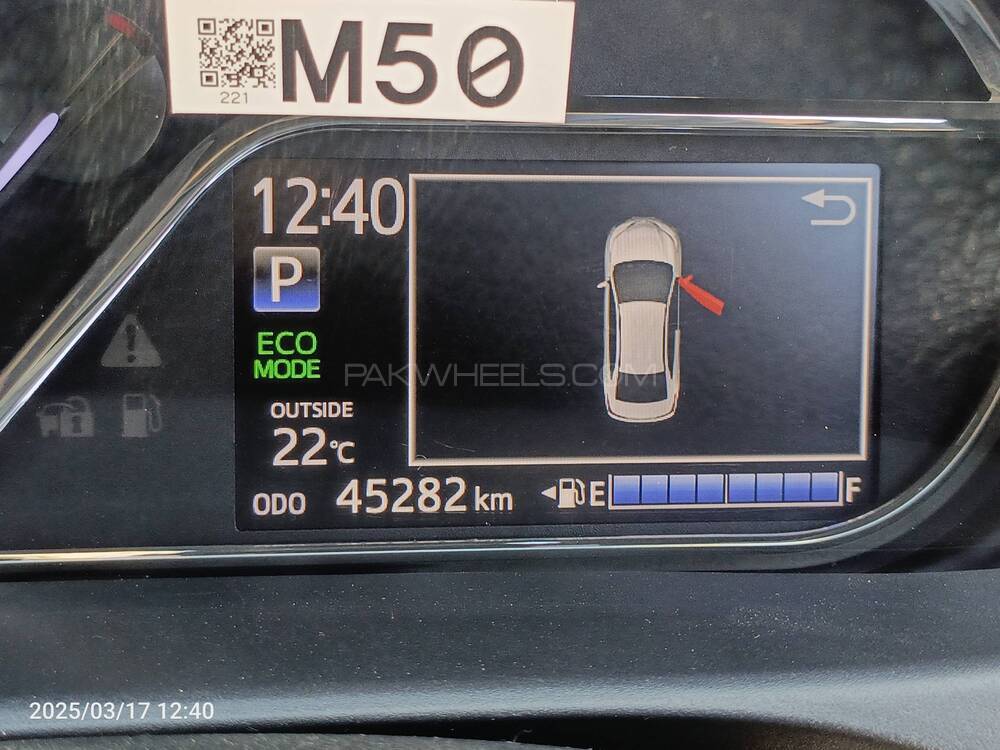 M50
221
12:40
P
ECO
MODE
OUTSIDE
22°C
ODO 45282 km
E F
PAKWHEELS.COM
2025/03/17 12:40